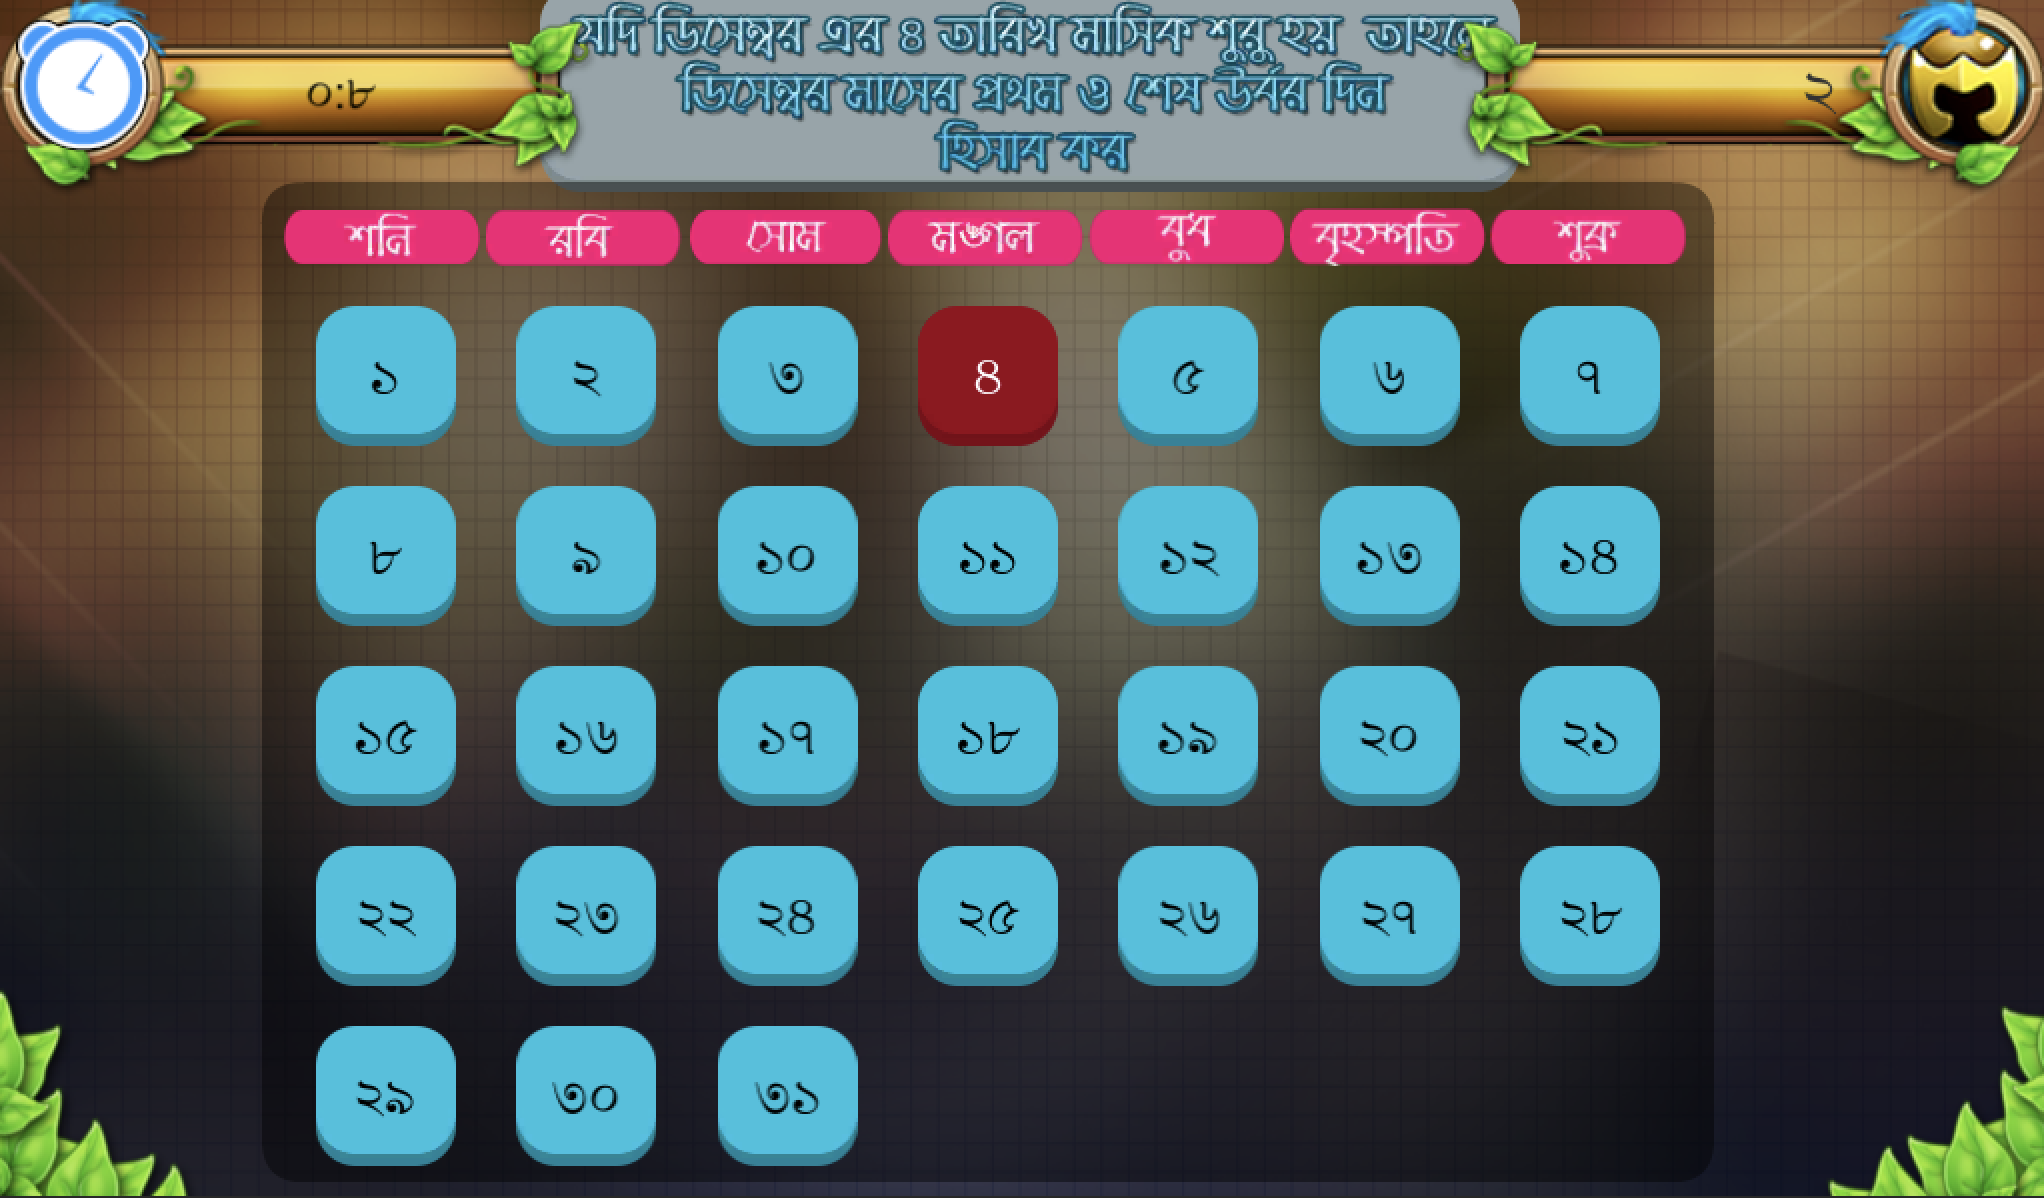 যদি ডিসেম্বর এর ৪ তারিখ মাসিক শুরু হয় তাহলে
ডিসেম্বর মাসের প্রথম ও শেষ উর্বর দিন
হিসাব কর
০:৮
২
শনি রবি সোম মঙ্গল বুধ বৃহস্পতি শুক্র
১ ২ ৩ ৪ ৫ ৬ ৭
৮ ৯ ১০ ১১ ১২ ১৩ ১৪
১৫ ১৬ ১৭ ১৮ ১৯ ২০ ২১
২২ ২৩ ২৪ ২৫ ২৬ ২৭ ২৮
২৯ ৩০ ৩১